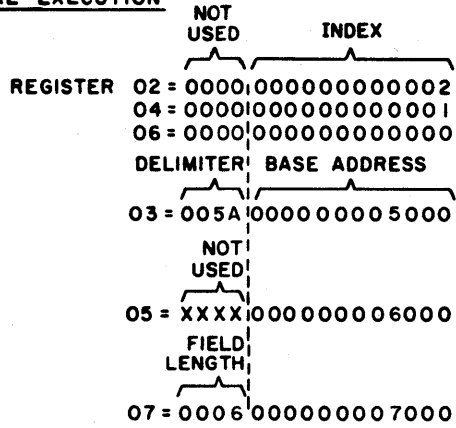 EXECUTION
NOT
USED INDEX
REGISTER 02 = 0000 000000000002
04 = 0000 000000000001
06 = 0000 000000000000
DELIMITER BASE ADDRESS
03 = 005A 000000005000
NOT
USED
05 = XXXX 000000006000
FIELD
LENGTH
07 = 0006 000000007000